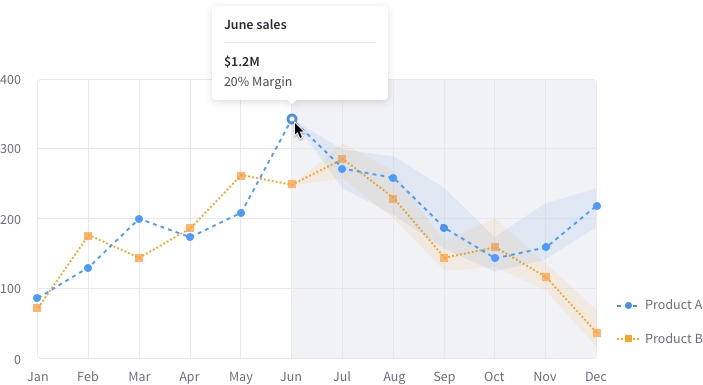 June sales
$1.2M
20% Margin
400
300
200
100
0
Jan Feb Mar Apr May Jun Jul Aug Sep Oct Nov Dec
Product A
Product B